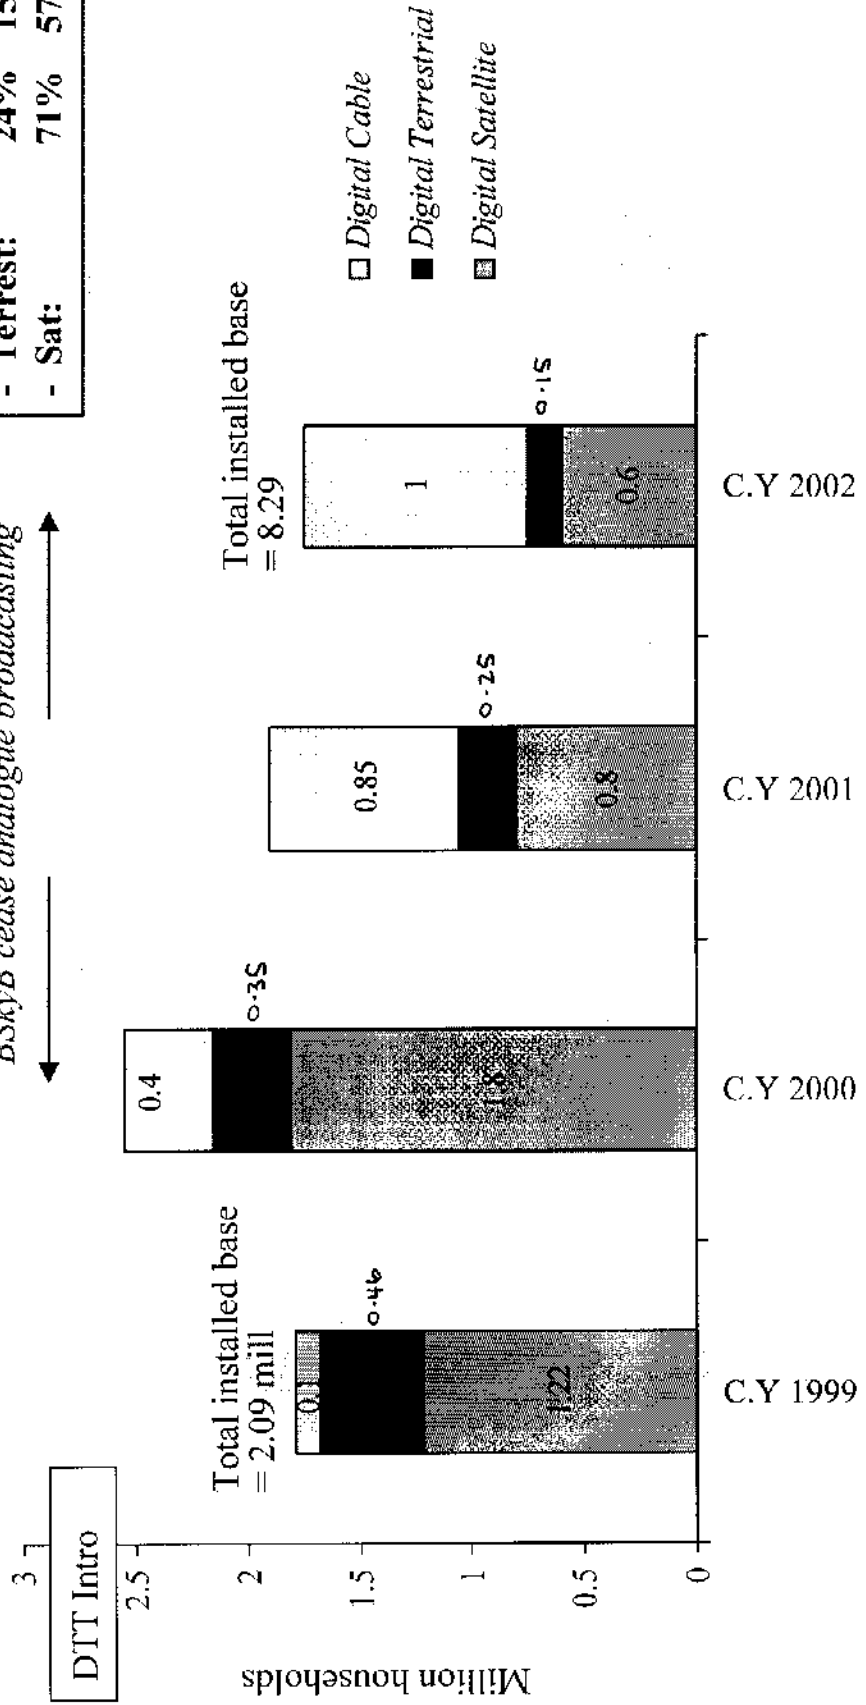 - Terrest: 24% 15
- Sat: 71% 57
BSkyB cease analogue broadcasting
DTT Intro
Million households
3
2.5
2
1.5
1
0.5
0
Total installed base
= 2.09 mill
0.1
0.46
1.22
0.4
0.35
1.8
0.85
0.25
0.8
Total installed base
= 8.29
1
0.15
0.6
C.Y 1999
C.Y 2000
C.Y 2001
C.Y 2002
Digital Cable
Digital Terrestrial
Digital Satellite